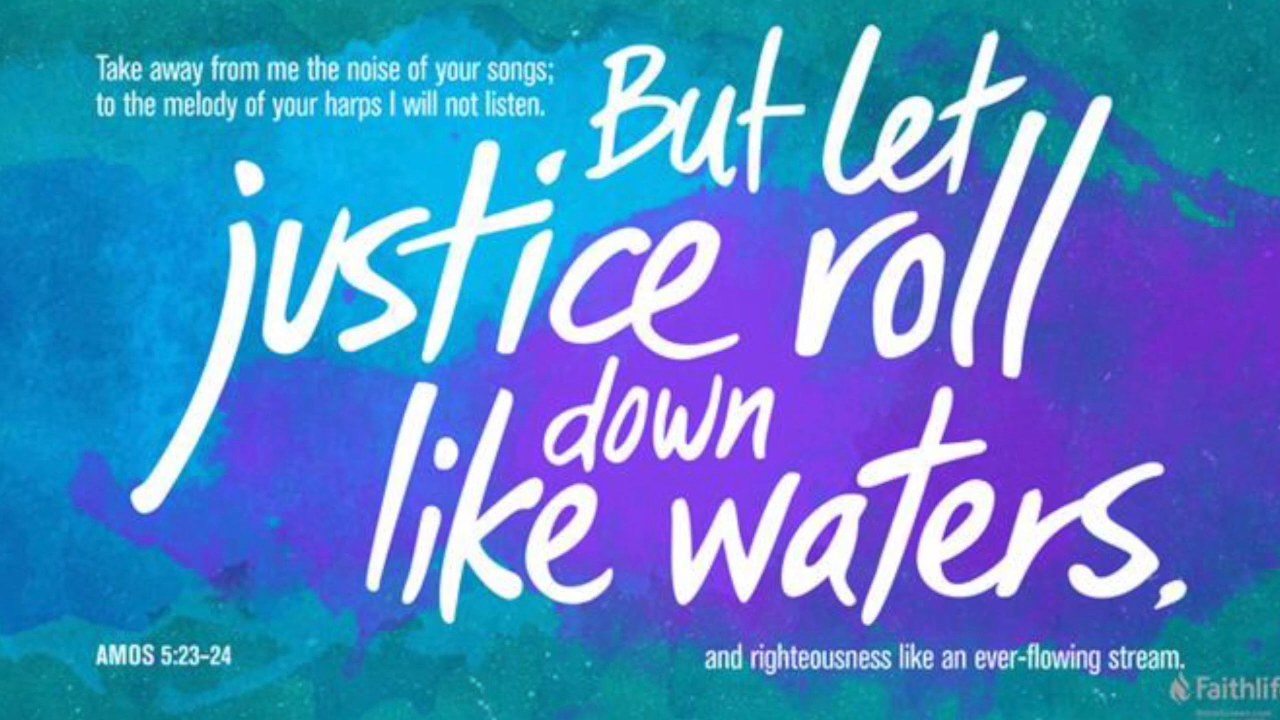 Take away from me the noise of your songs;
to the melody of your harps I will not listen.
But let
justice roll
down
like waters,
and righteousness like an ever-flowing stream.
AMOS 5:23–24
Faithlif